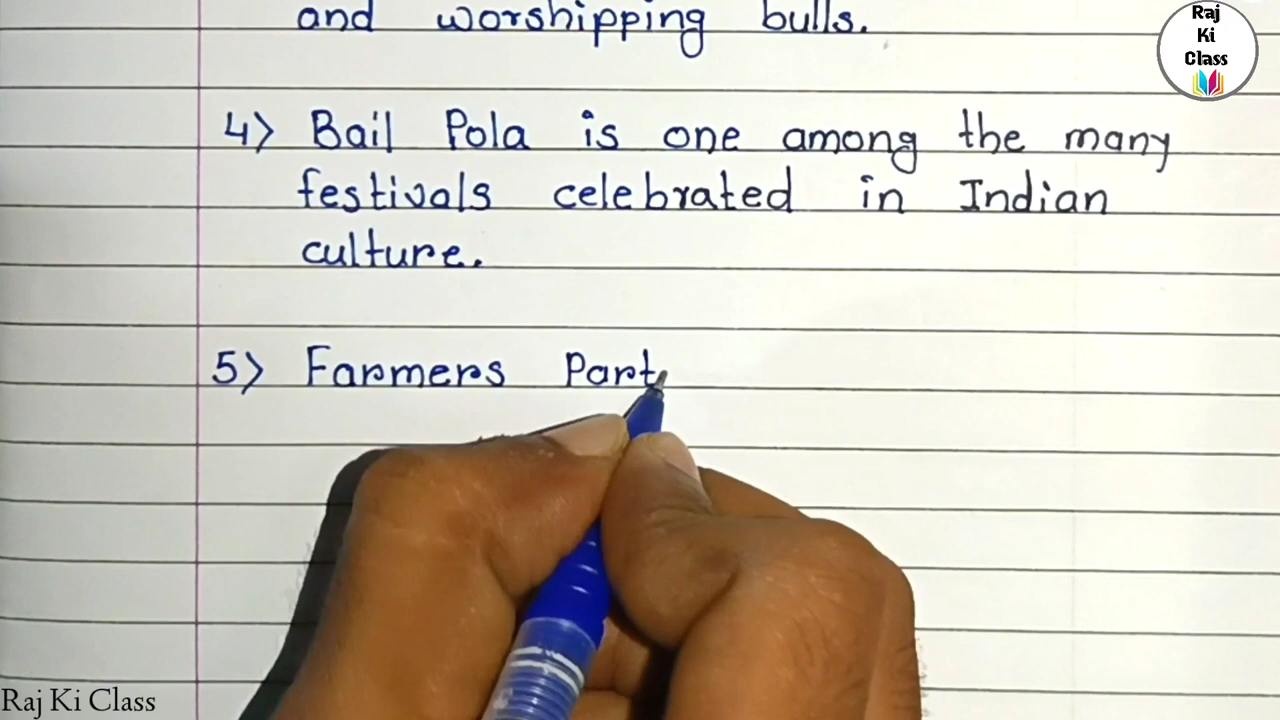 and worshipping bulls.
Raj
Ki
Class
4) Bail Pola is one among the many
festivals celebrated in Indian
culture.
5) Farmers Part
Raj Ki Class